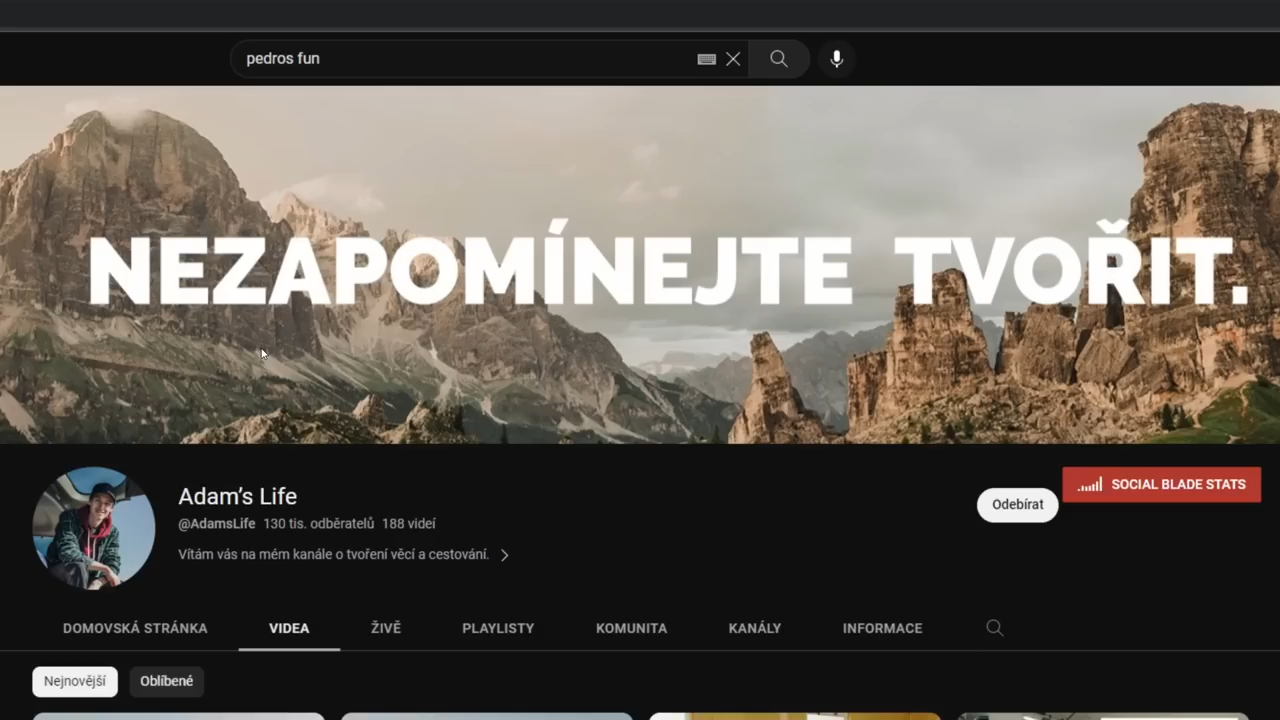 pedros fun
NEZAPOMÍNEJTE TVOŘIT.
Adam’s Life
@AdamsLife 130 tis. odběratelů 188 videí
Vítám vás na mém kanále o tvoření věcí a cestování.
Odebírat
SOCIAL BLADE STATS
DOMOVSKÁ STRÁNKA VIDEA ŽIVĚ PLAYLISTY KOMUNITA KANÁLY INFORMACE
Nejnovější Oblíbené